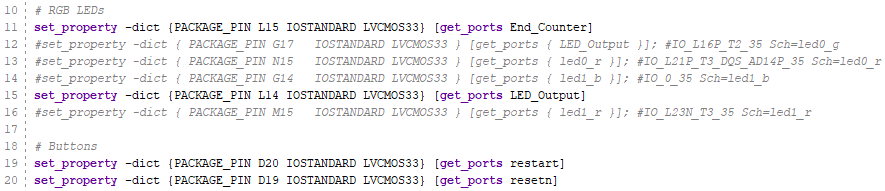 10 # RGB LEDs
11 set_property -dict {PACKAGE_PIN L15 IOSTANDARD LVCMOS33} [get_ports End_Counter]
12 #set_property -dict { PACKAGE_PIN G17   IOSTANDARD LVCMOS33 } [get_ports { LED_Output }]; #IO_L16P_T2_35 Sch=led0_g
13 #set_property -dict { PACKAGE_PIN N15   IOSTANDARD LVCMOS33 } [get_ports { led0_r }]; #IO_L21P_T3_DQS_AD14P_35 Sch=led0_r
14 #set_property -dict { PACKAGE_PIN G14   IOSTANDARD LVCMOS33 } [get_ports { led1_b }]; #IO_0_35 Sch=led1_b
15 set_property -dict {PACKAGE_PIN L14 IOSTANDARD LVCMOS33} [get_ports LED_Output]
16 #set_property -dict { PACKAGE_PIN M15   IOSTANDARD LVCMOS33 } [get_ports { led1_r }]; #IO_L23N_T3_35 Sch=led1_r
17
18 # Buttons
19 set_property -dict {PACKAGE_PIN D20 IOSTANDARD LVCMOS33} [get_ports restart]
20 set_property -dict {PACKAGE_PIN D19 IOSTANDARD LVCMOS33} [get_ports resetn]